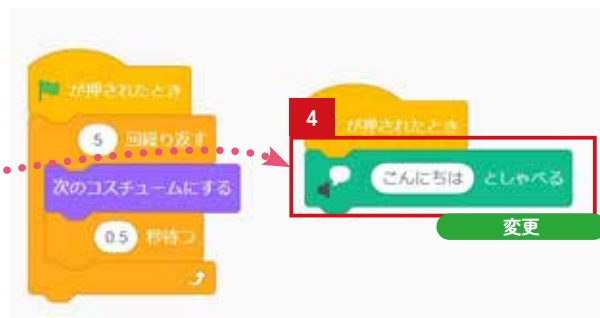 が押されたとき
5 回繰り返す
次のコスチュームにする
0.5 秒待つ
4
が押されたとき
こんにちは としゃべる
変更